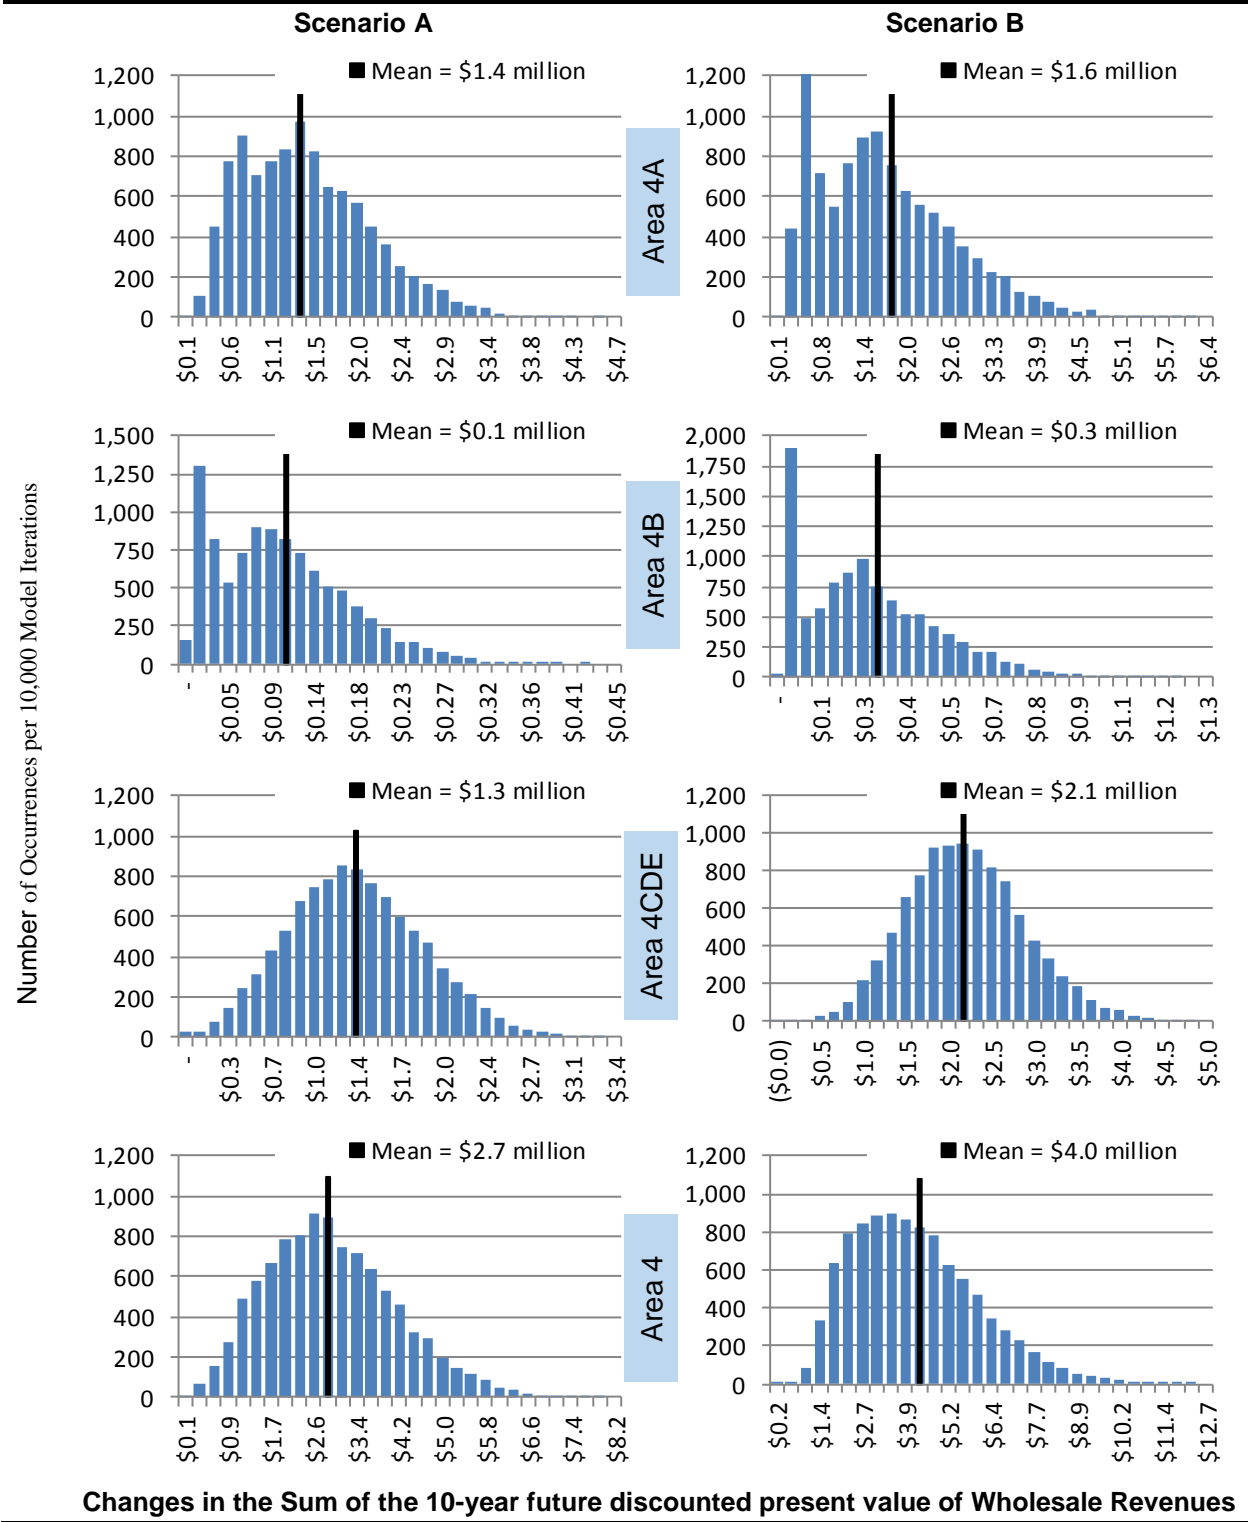 Scenario A
Scenario B
Number of Occurrences per 10,000 Model Iterations
Mean = $1.4 million
1,200
1,000
800
600
400
200
0
$0.1 $0.6 $1.1 $1.5 $2.0 $2.4 $2.9 $3.4 $3.8 $4.3 $4.7
Area 4A
Mean = $1.6 million
1,200
1,000
800
600
400
200
0
$0.1 $0.8 $1.4 $2.0 $2.6 $3.3 $3.9 $4.5 $5.1 $5.7 $6.4
Mean = $0.1 million
1,500
1,250
1,000
750
500
250
0
- $0.05 $0.09 $0.14 $0.18 $0.23 $0.27 $0.32 $0.36 $0.41 $0.45
Area 4B
Mean = $0.3 million
2,000
1,750
1,500
1,250
1,000
750
500
250
0
- $0.1 $0.3 $0.4 $0.5 $0.7 $0.8 $0.9 $1.1 $1.2 $1.3
Mean = $1.3 million
1,200
1,000
800
600
400
200
0
- $0.3 $0.7 $1.0 $1.4 $1.7 $2.0 $2.4 $2.7 $3.1 $3.4
Area 4CDE
Mean = $2.1 million
1,200
1,000
800
600
400
200
0
($0.0) $0.5 $1.0 $1.5 $2.0 $2.5 $3.0 $3.5 $4.0 $4.5 $5.0
Mean = $2.7 million
1,200
1,000
800
600
400
200
0
$0.1 $0.9 $1.7 $2.6 $3.4 $4.2 $5.0 $5.8 $6.6 $7.4 $8.2
Area 4
Mean = $4.0 million
1,200
1,000
800
600
400
200
0
$0.2 $1.4 $2.7 $3.9 $5.2 $6.4 $7.7 $8.9 $10.2 $11.4 $12.7
Changes in the Sum of the 10-year future discounted present value of Wholesale Revenues